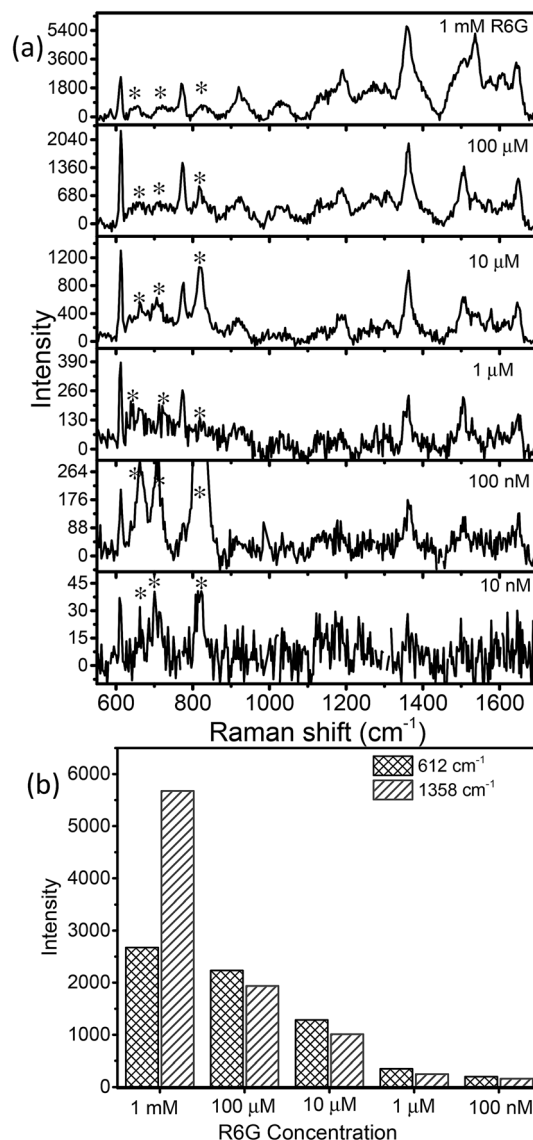 (a)
1 mM R6G
5400
3600
1800
0
* * *
100 μM
2040
1360
680
0
* * *
10 μM
1200
800
400
0
* * *
1 μM
390
260
130
0
* * *
100 nM
264
176
88
0
* * *
10 nM
45
30
15
0
* * *
Intensity
600 800 1000 1200 1400 1600
Raman shift (cm⁻¹)
(b)
612 cm⁻¹
1358 cm⁻¹
6000
5000
4000
3000
2000
1000
0
Intensity
1 mM 100 μM 10 μM 1 μM 100 nM
R6G Concentration